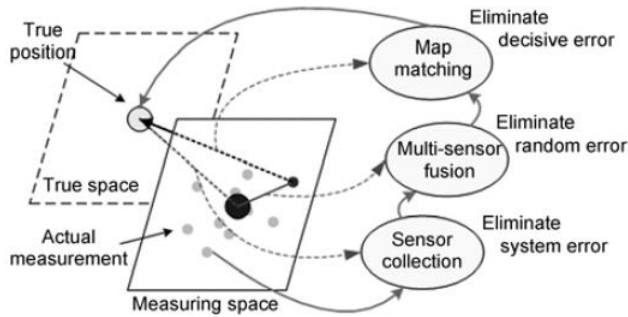 True
position
True space
Actual
measurement
Measuring space
Eliminate
decisive error
Map
matching
Eliminate
random error
Multi-sensor
fusion
Eliminate
system error
Sensor
collection